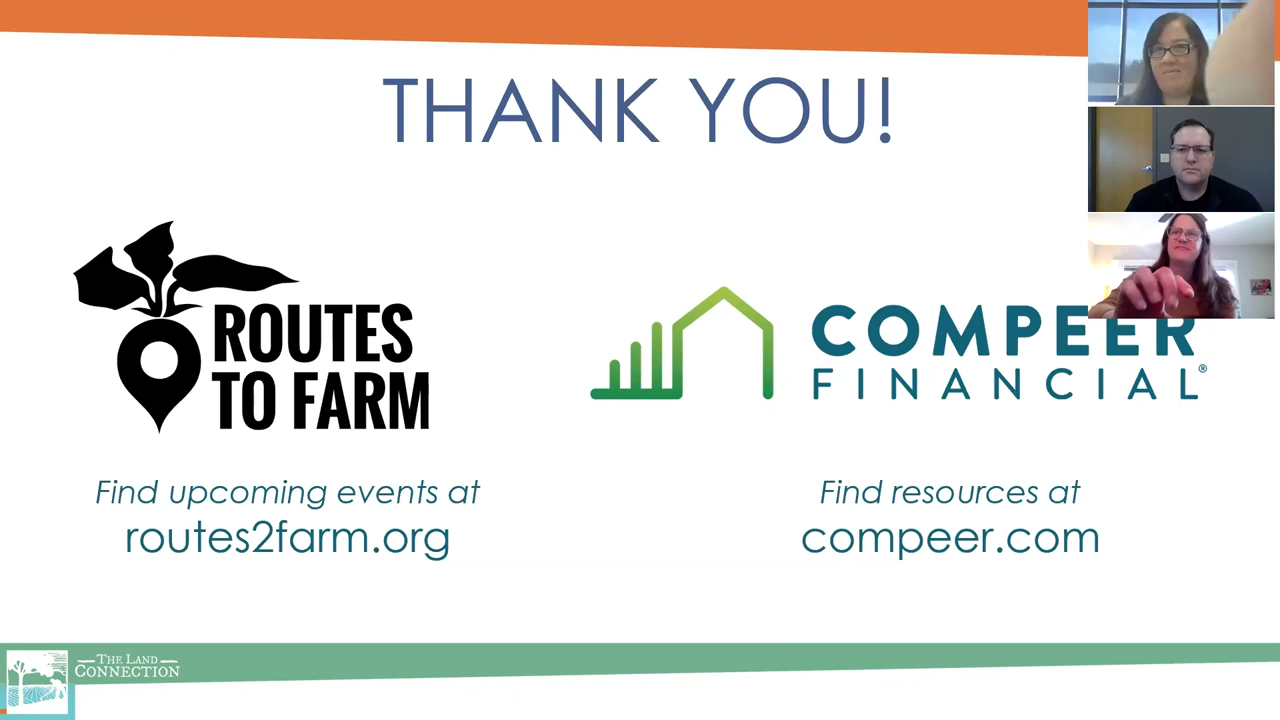 THANK YOU!
ROUTES
TO FARM
COMPEER
FINANCIAL®
Find upcoming events at
routes2farm.org
Find resources at
compeer.com
THE LAND
CONNECTION